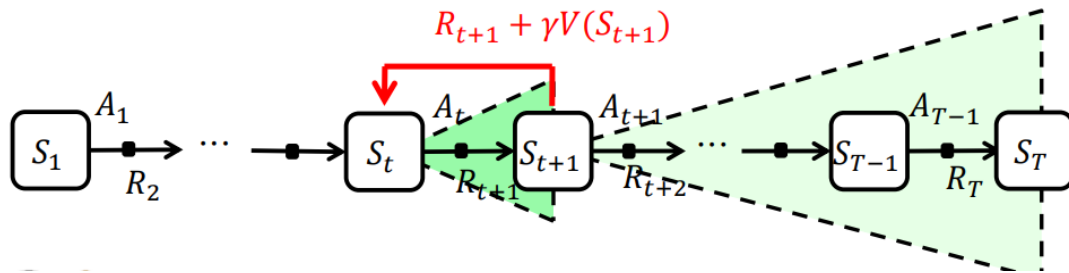 R_{t+1} + γV(S_{t+1})
A_1 A_t A_{t+1} A_{T−1}
S_1 ··· S_t S_{t+1} ··· S_{T−1} S_T
R_2 R_{t+1} R_{t+2} R_T